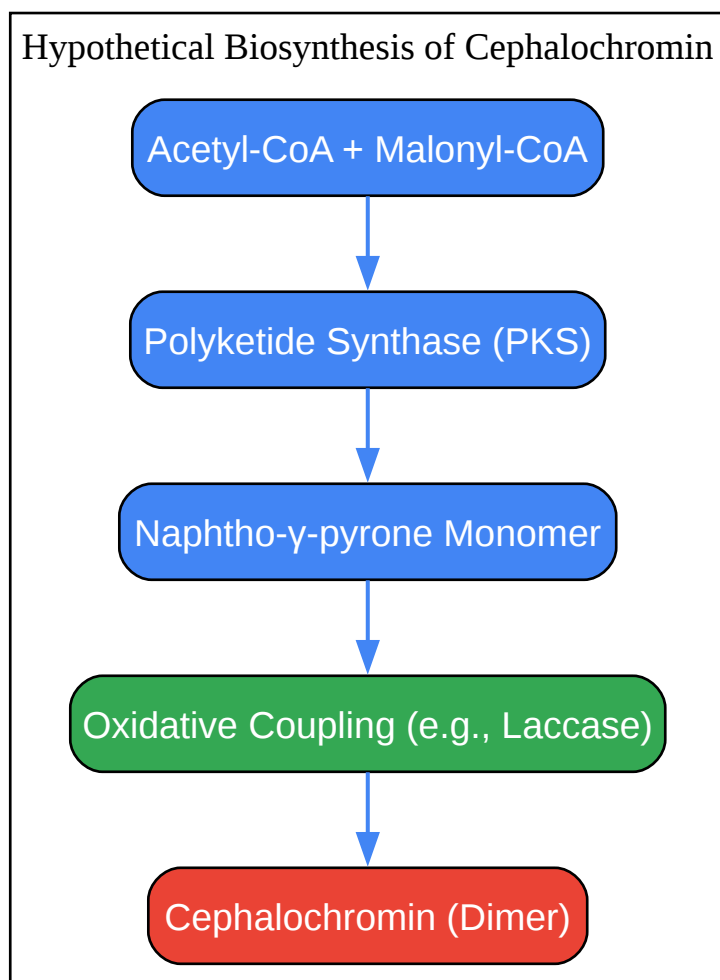 Hypothetical Biosynthesis of Cephalochromin
Acetyl-CoA + Malonyl-CoA
Polyketide Synthase (PKS)
Naphtho-γ-pyrone Monomer
Oxidative Coupling (e.g., Laccase)
Cephalochromin (Dimer)